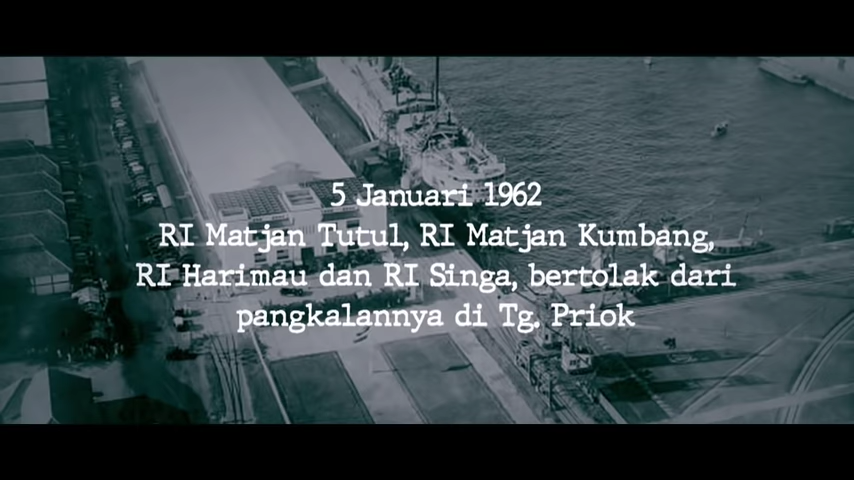 5 Januari 1962
RI Matjan Tutul, RI Matjan Kumbang,
RI Harimau dan RI Singa, bertolak dari
pangkalannya di Tg. Priok